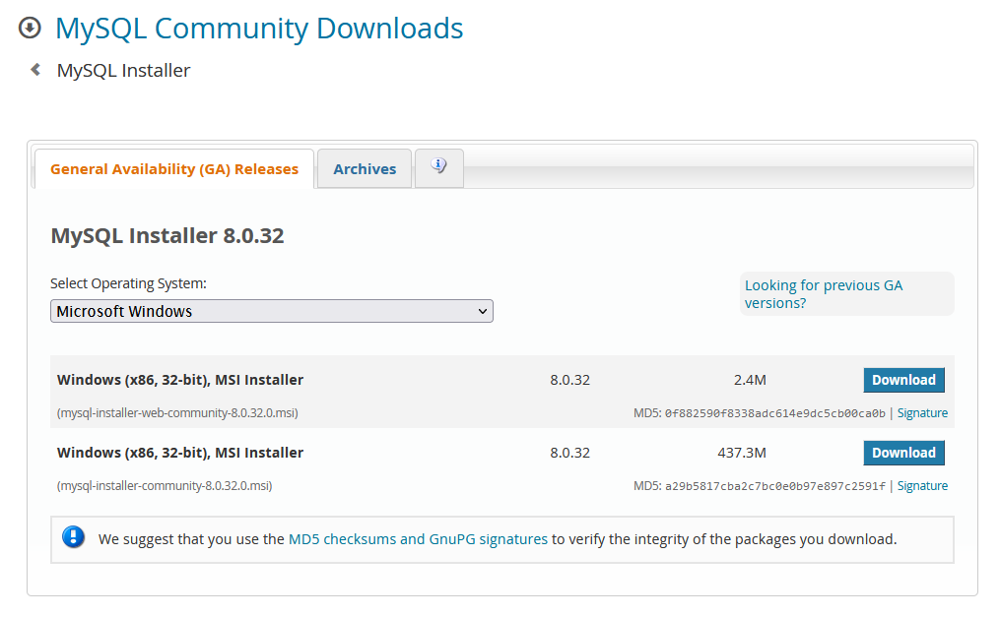 MySQL Community Downloads
MySQL Installer
General Availability (GA) Releases
Archives
i
MySQL Installer 8.0.32
Select Operating System:
Microsoft Windows
Looking for previous GA
versions?
Windows (x86, 32-bit), MSI Installer 8.0.32 2.4M Download
(mysql-installer-web-community-8.0.32.0.msi) MD5: 0f882590f8338adc614e9dc5cb00ca0b | Signature
Windows (x86, 32-bit), MSI Installer 8.0.32 437.3M Download
(mysql-installer-community-8.0.32.0.msi) MD5: a29b5817cba2c7bc0e0b97e897c2591f | Signature
We suggest that you use the MD5 checksums and GnuPG signatures to verify the integrity of the packages you download.